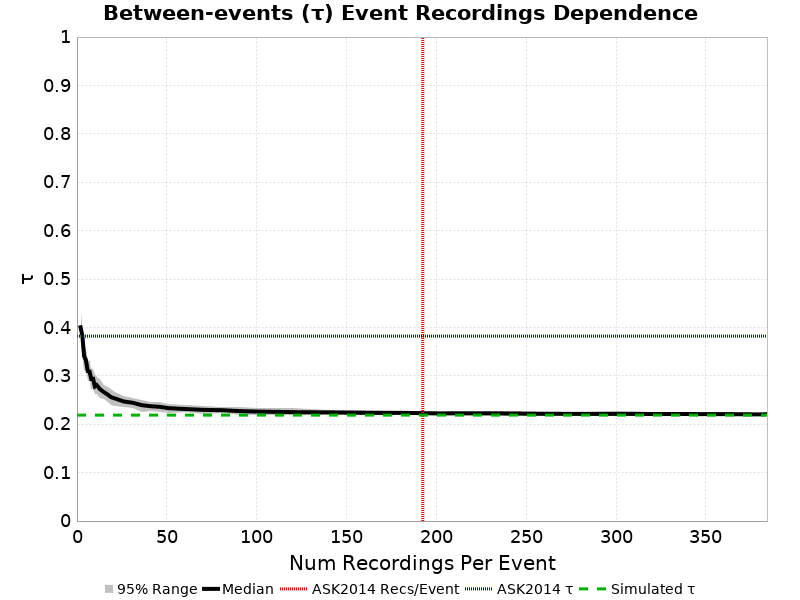 Between-events (τ) Event Recordings Dependence
1
0.9
0.8
0.7
0.6
0.5
0.4
0.3
0.2
0.1
0
τ
0 50 100 150 200 250 300 350
Num Recordings Per Event
95% Range Median ASK2014 Recs/Event ASK2014 τ Simulated τ